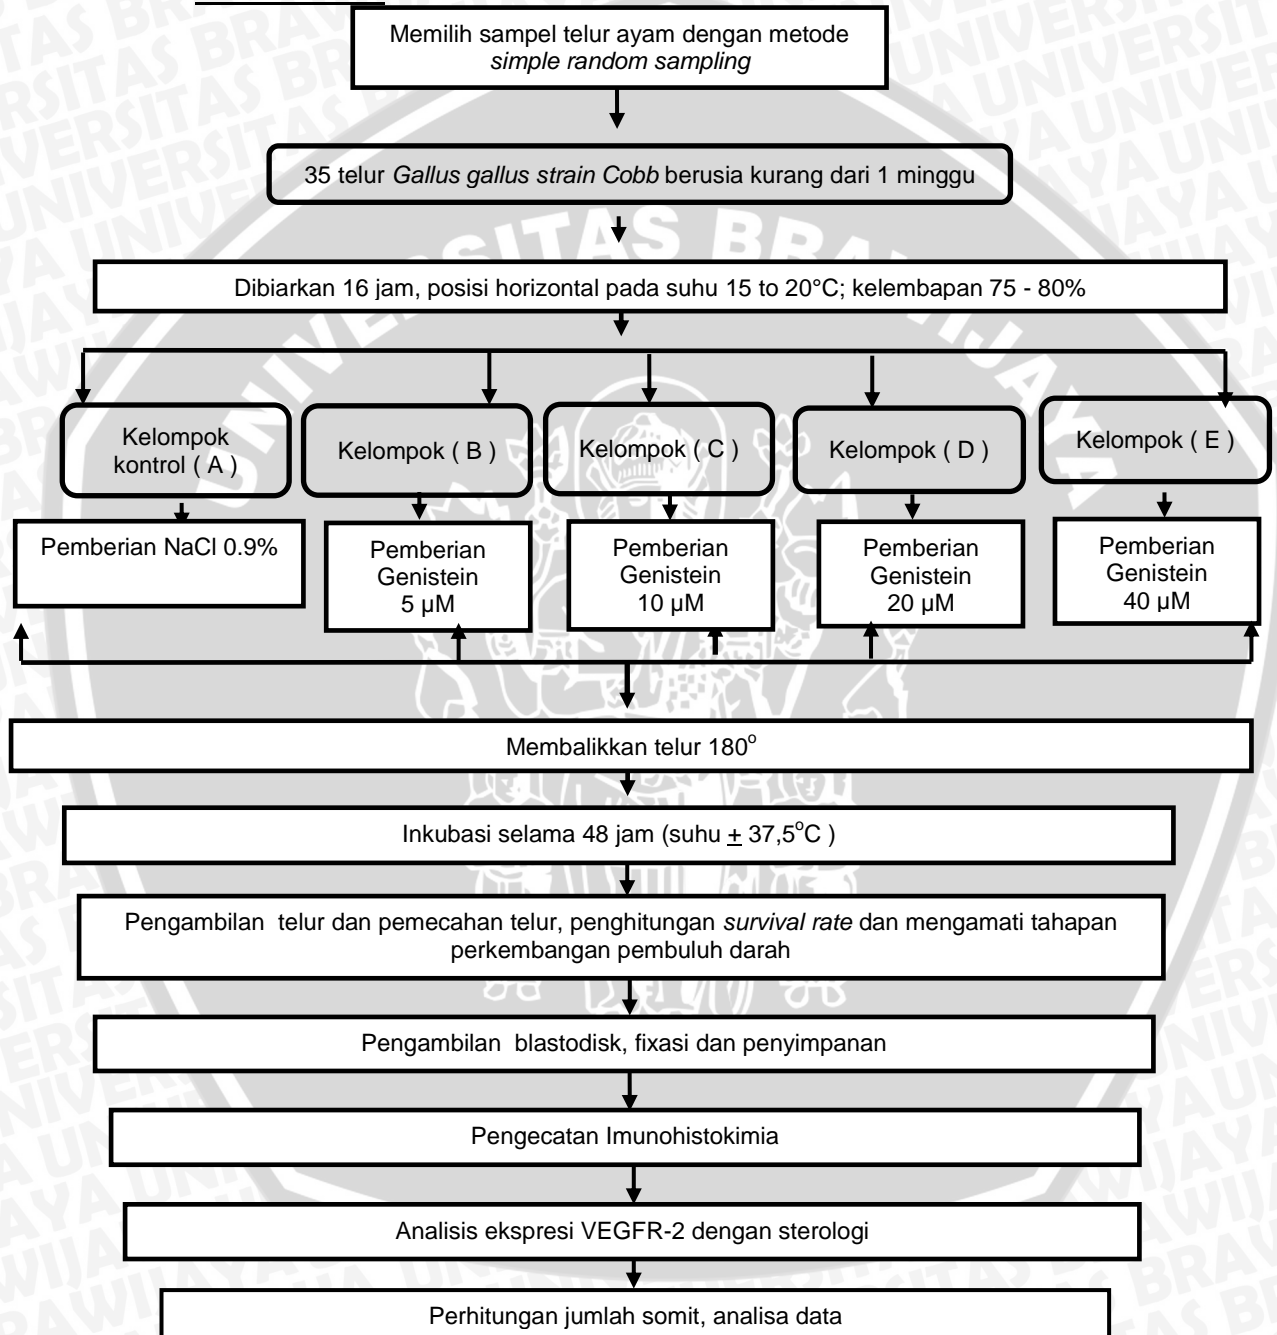 Memilih sampel telur ayam dengan metode
simple random sampling
35 telur Gallus gallus strain Cobb berusia kurang dari 1 minggu
Dibiarkan 16 jam, posisi horizontal pada suhu 15 to 20°C; kelembapan 75 - 80%
Kelompok
kontrol ( A )
Kelompok ( B )
Kelompok ( C )
Kelompok ( D )
Kelompok ( E )
Pemberian NaCl 0.9%
Pemberian
Genistein
5 µM
Pemberian
Genistein
10 µM
Pemberian
Genistein
20 µM
Pemberian
Genistein
40 µM
Membalikkan telur 180°
Inkubasi selama 48 jam (suhu ± 37,5°C )
Pengambilan telur dan pemecahan telur, penghitungan survival rate dan mengamati tahapan
perkembangan pembuluh darah
Pengambilan blastodisk, fixasi dan penyimpanan
Pengecatan Imunohistokimia
Analisis ekspresi VEGFR-2 dengan sterologi
Perhitungan jumlah somit, analisa data
UNIVERSITAS BRAWIJAYA